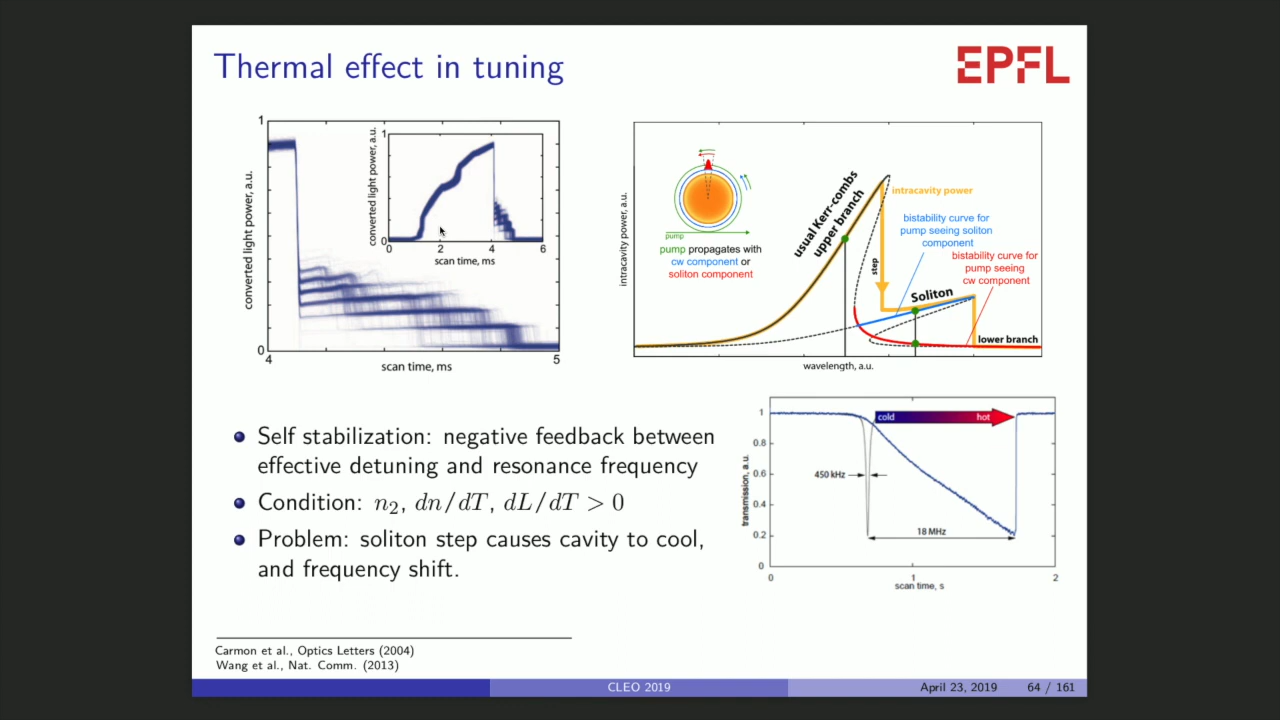 Thermal effect in tuning
EPFL
1
0
4
5
converted light power, a.u.
scan time, ms
1
0
0
2
4
6
converted light power, a.u.
scan time, ms
intracavity power, a.u.
wavelength, a.u.
pump
pump propagates with
cw component or
soliton component
usual Kerr-combs
upper branch
intracavity power
bistability curve for
pump seeing soliton
component
bistability curve for
pump seeing
cw component
step
Soliton
lower branch
Self stabilization: negative feedback between
effective detuning and resonance frequency
Condition: n₂, dn/dT, dL/dT > 0
Problem: soliton step causes cavity to cool,
and frequency shift.
1
0.8
0.6
0.4
0.2
0
0
1
2
transmission, a.u.
scan time, s
cold
hot
450 kHz
18 MHz
Carmon et al., Optics Letters (2004)
Wang et al., Nat. Comm. (2013)
CLEO 2019
April 23, 2019
64 / 161